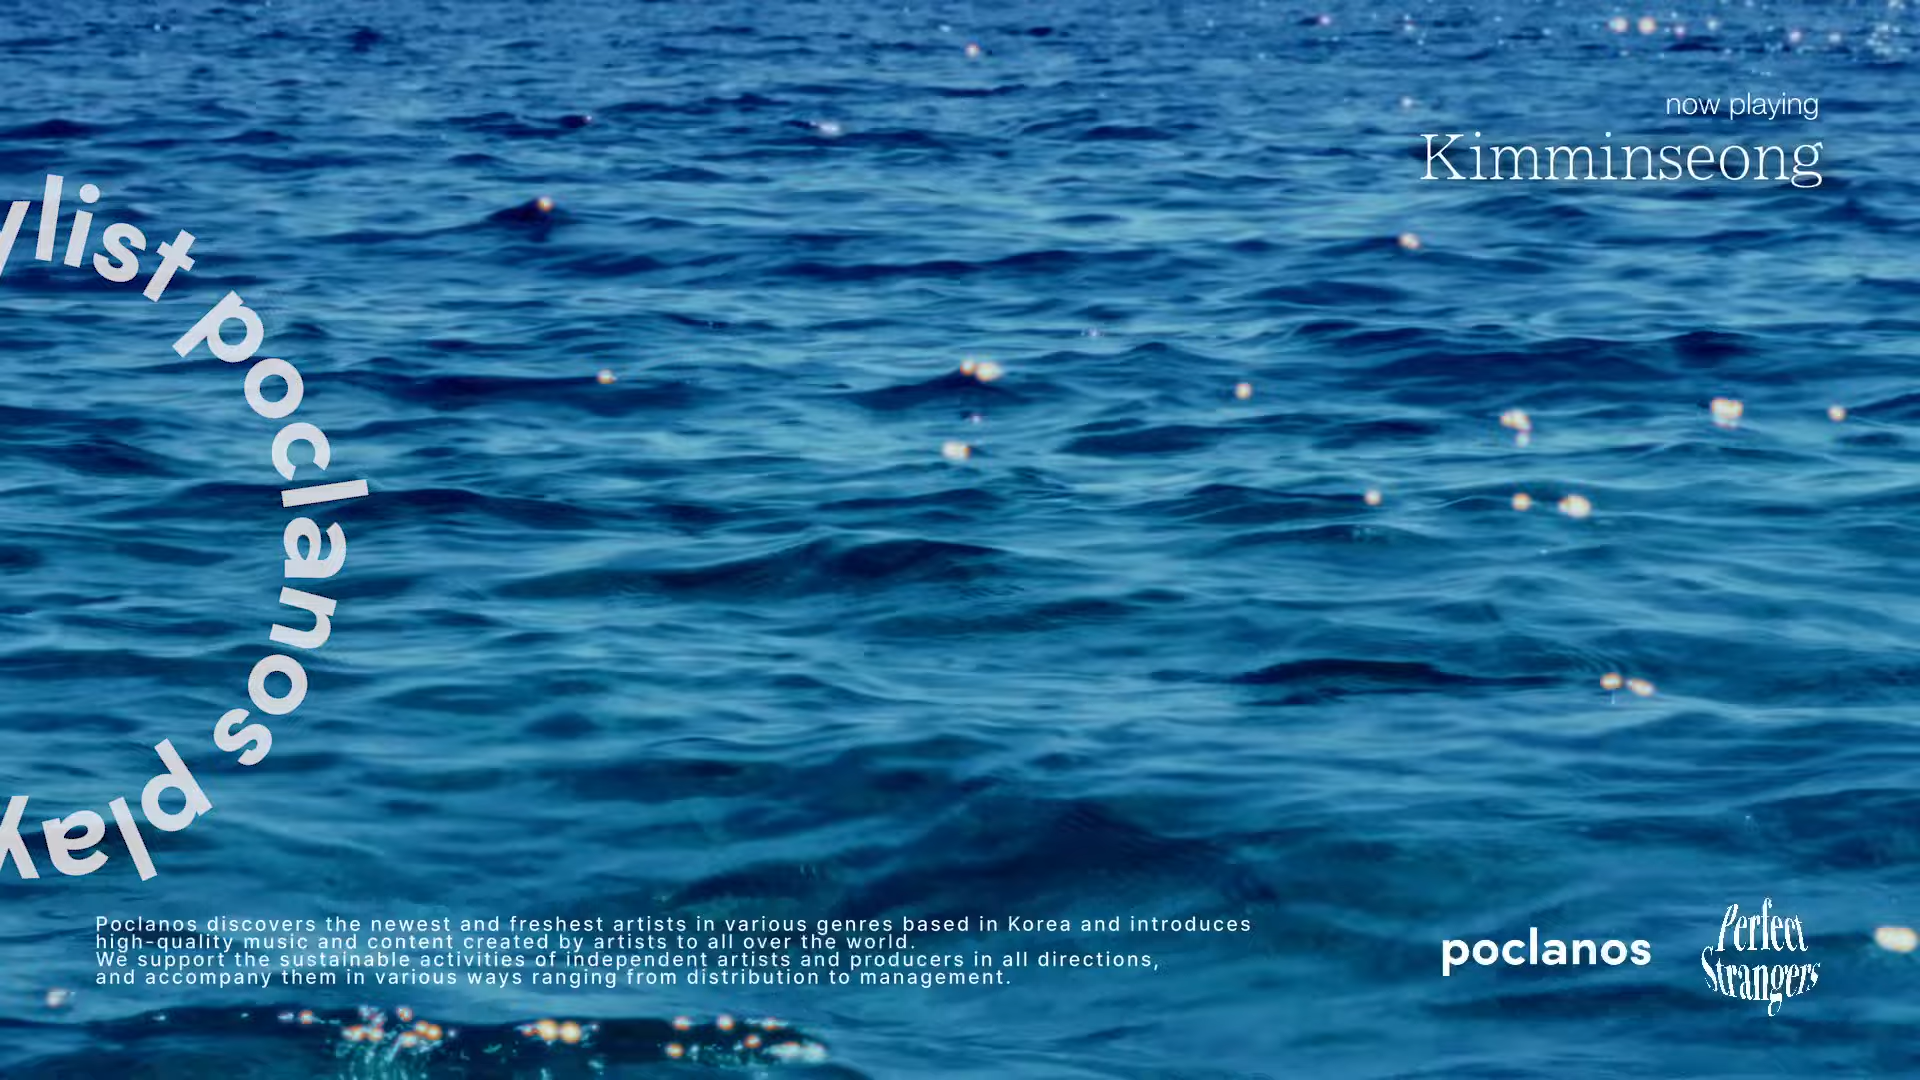 now playing
Kimminseong
playlist poclanos play
Poclanos discovers the newest and freshest artists in various genres based in Korea and introduces
high-quality music and content created by artists to all over the world.
We support the sustainable activities of independent artists and producers in all directions,
and accompany them in various ways ranging from distribution to management.
poclanos
Perfect
Strangers